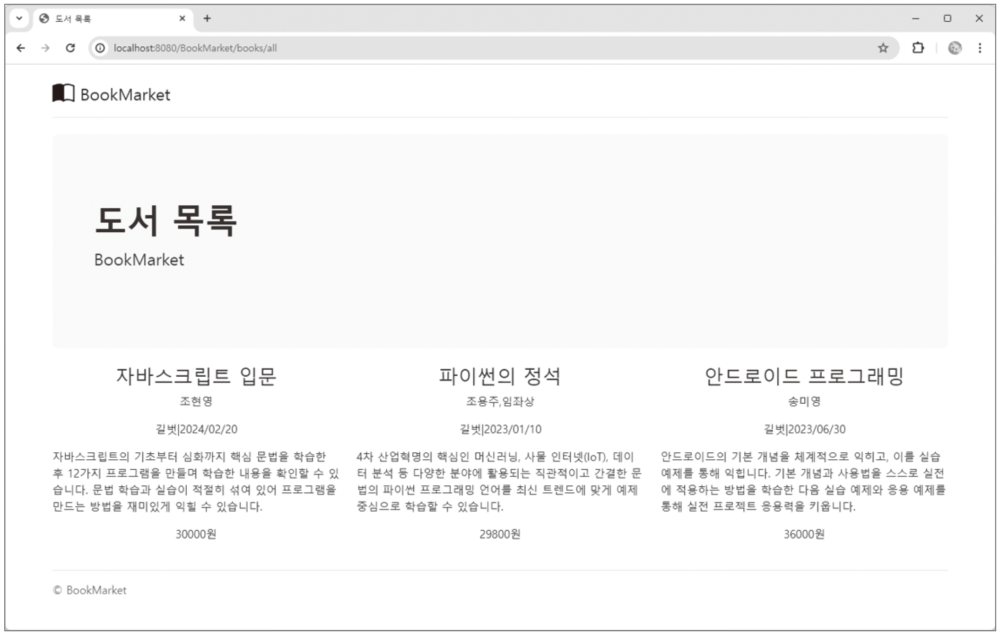 도서 목록
localhost:8080/BookMarket/books/all
BookMarket
도서 목록
BookMarket
자바스크립트 입문
조현영
길벗|2024/02/20
자바스크립트의 기초부터 심화까지 핵심 문법을 학습한
후 12가지 프로그램을 만들며 학습한 내용을 확인할 수 있
습니다. 문법 학습과 실습이 적절히 섞여 있어 프로그램을
만드는 방법을 재미있게 익힐 수 있습니다.
30000원
파이썬의 정석
조용주,임좌상
길벗|2023/01/10
4차 산업혁명의 핵심인 머신러닝, 사물 인터넷(IoT), 데이
터 분석 등 다양한 분야에 활용되는 직관적이고 간결한 문
법의 파이썬 프로그래밍 언어를 최신 트렌드에 맞게 예제
중심으로 학습할 수 있습니다.
29800원
안드로이드 프로그래밍
송미영
길벗|2023/06/30
안드로이드의 기본 개념을 체계적으로 익히고, 이를 실습
예제를 통해 익힙니다. 기본 개념과 사용법을 스스로 실전
에 적용하는 방법을 학습한 다음 실습 예제와 응용 예제를
통해 실전 프로젝트 응용력을 키웁니다.
36000원
© BookMarket